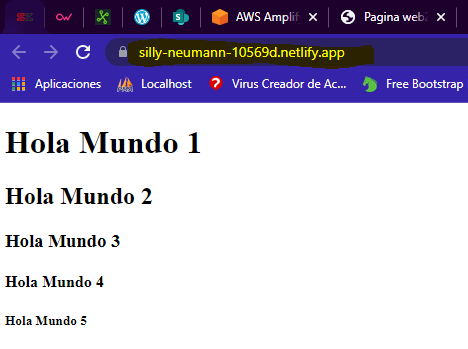 AWS Amplif
Pagina web2
silly-neumann-10569d.netlify.app
Aplicaciones
Localhost
Virus Creador de Ac...
Free Bootstrap
Hola Mundo 1
Hola Mundo 2
Hola Mundo 3
Hola Mundo 4
Hola Mundo 5